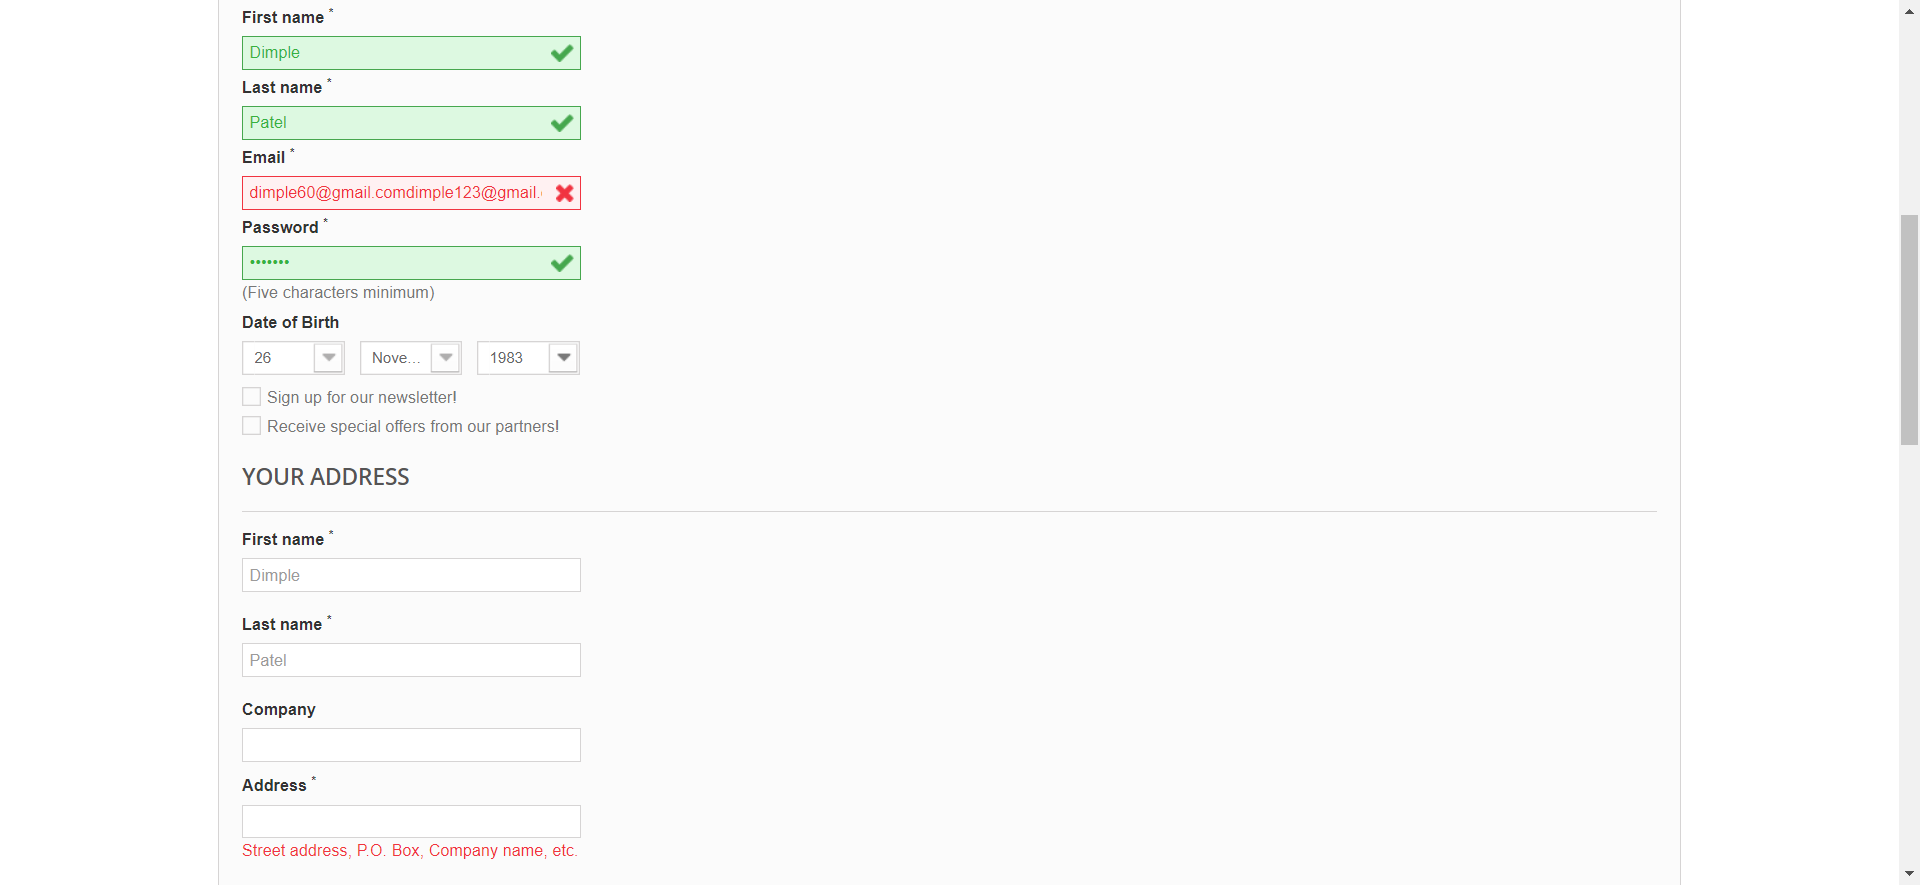 First name *
Dimple
Last name *
Patel
Email *
dimple60@gmail.comdimple123@gmail.
Password *
•••••••
(Five characters minimum)
Date of Birth
26 Nove... 1983
Sign up for our newsletter!
Receive special offers from our partners!
YOUR ADDRESS
First name *
Dimple
Last name *
Patel
Company
Address *
Street address, P.O. Box, Company name, etc.